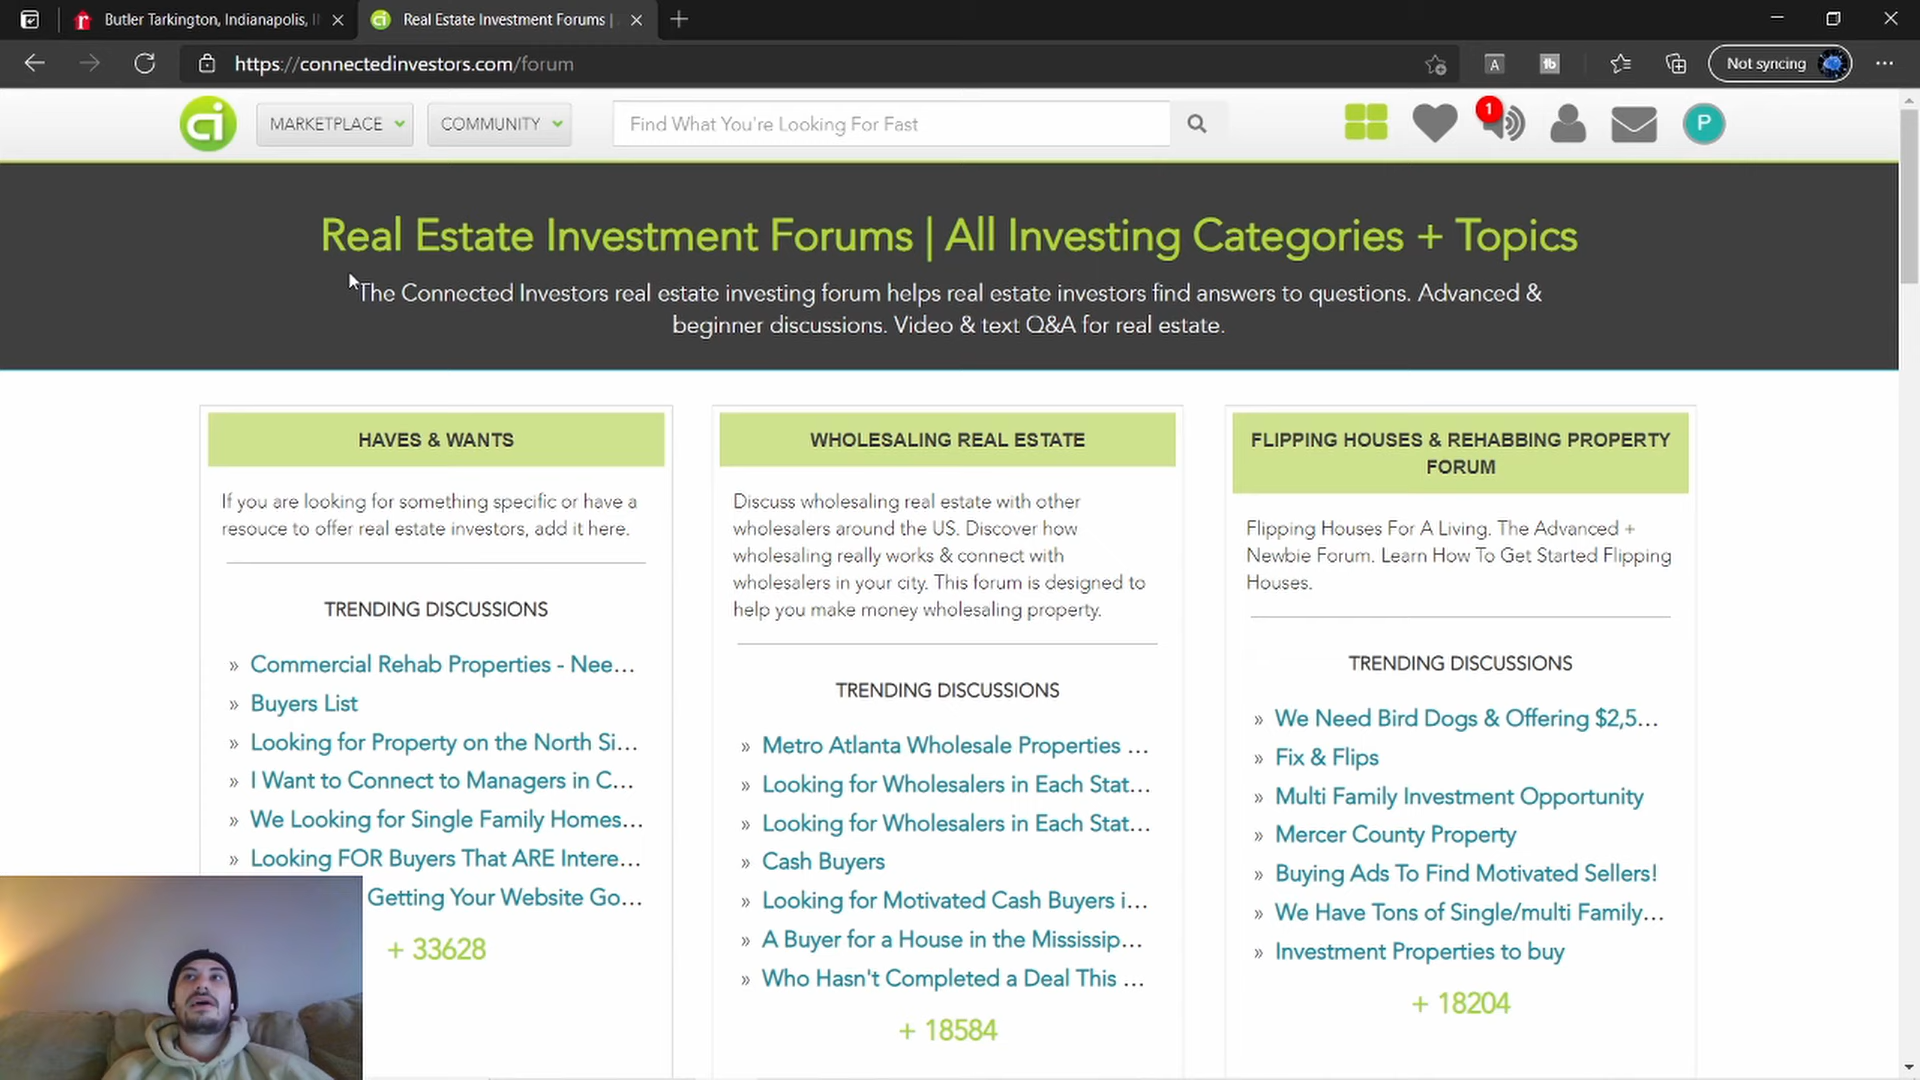 Butler Tarkington, Indianapolis, I
Real Estate Investment Forums |
https://connectedinvestors.com/forum
A
tb
Not syncing
ci
MARKETPLACE
COMMUNITY
Find What You're Looking For Fast
1
P
Real Estate Investment Forums | All Investing Categories + Topics
The Connected Investors real estate investing forum helps real estate investors find answers to questions. Advanced &
beginner discussions. Video & text Q&A for real estate.
HAVES & WANTS
If you are looking for something specific or have a
resouce to offer real estate investors, add it here.
TRENDING DISCUSSIONS
» Commercial Rehab Properties - Nee...
» Buyers List
» Looking for Property on the North Si...
» I Want to Connect to Managers in C...
» We Looking for Single Family Homes...
» Looking FOR Buyers That ARE Intere...
Getting Your Website Go...
+ 33628
WHOLESALING REAL ESTATE
Discuss wholesaling real estate with other
wholesalers around the US. Discover how
wholesaling really works & connect with
wholesalers in your city. This forum is designed to
help you make money wholesaling property.
TRENDING DISCUSSIONS
» Metro Atlanta Wholesale Properties ...
» Looking for Wholesalers in Each Stat...
» Looking for Wholesalers in Each Stat...
» Cash Buyers
» Looking for Motivated Cash Buyers i...
» A Buyer for a House in the Mississip...
» Who Hasn't Completed a Deal This ...
+ 18584
FLIPPING HOUSES & REHABBING PROPERTY
FORUM
Flipping Houses For A Living. The Advanced +
Newbie Forum. Learn How To Get Started Flipping
Houses.
TRENDING DISCUSSIONS
» We Need Bird Dogs & Offering $2,5...
» Fix & Flips
» Multi Family Investment Opportunity
» Mercer County Property
» Buying Ads To Find Motivated Sellers!
» We Have Tons of Single/multi Family...
» Investment Properties to buy
+ 18204